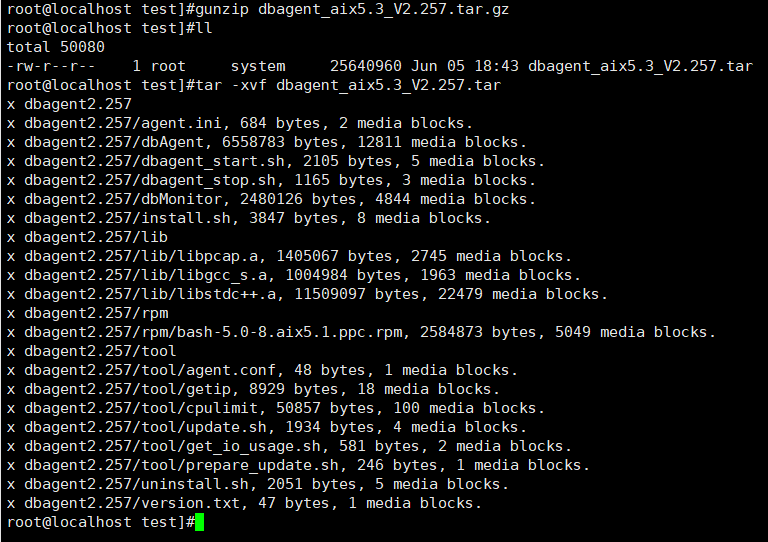 root@localhost test]#gunzip dbagent_aix5.3_V2.257.tar.gz
root@localhost test]#ll
total 50080
-rw-r--r--    1 root     system     25640960 Jun 05 18:43 dbagent_aix5.3_V2.257.tar
root@localhost test]#tar -xvf dbagent_aix5.3_V2.257.tar
x dbagent2.257
x dbagent2.257/agent.ini, 684 bytes, 2 media blocks.
x dbagent2.257/dbAgent, 6558783 bytes, 12811 media blocks.
x dbagent2.257/dbagent_start.sh, 2105 bytes, 5 media blocks.
x dbagent2.257/dbagent_stop.sh, 1165 bytes, 3 media blocks.
x dbagent2.257/dbMonitor, 2480126 bytes, 4844 media blocks.
x dbagent2.257/install.sh, 3847 bytes, 8 media blocks.
x dbagent2.257/lib
x dbagent2.257/lib/libpcap.a, 1405067 bytes, 2745 media blocks.
x dbagent2.257/lib/libgcc_s.a, 1004984 bytes, 1963 media blocks.
x dbagent2.257/lib/libstdc++.a, 11509097 bytes, 22479 media blocks.
x dbagent2.257/rpm
x dbagent2.257/rpm/bash-5.0-8.aix5.1.ppc.rpm, 2584873 bytes, 5049 media blocks.
x dbagent2.257/tool
x dbagent2.257/tool/agent.conf, 48 bytes, 1 media blocks.
x dbagent2.257/tool/getip, 8929 bytes, 18 media blocks.
x dbagent2.257/tool/cpulimit, 50857 bytes, 100 media blocks.
x dbagent2.257/tool/update.sh, 1934 bytes, 4 media blocks.
x dbagent2.257/tool/get_io_usage.sh, 581 bytes, 2 media blocks.
x dbagent2.257/tool/prepare_update.sh, 246 bytes, 1 media blocks.
x dbagent2.257/uninstall.sh, 2051 bytes, 5 media blocks.
x dbagent2.257/version.txt, 47 bytes, 1 media blocks.
root@localhost test]#